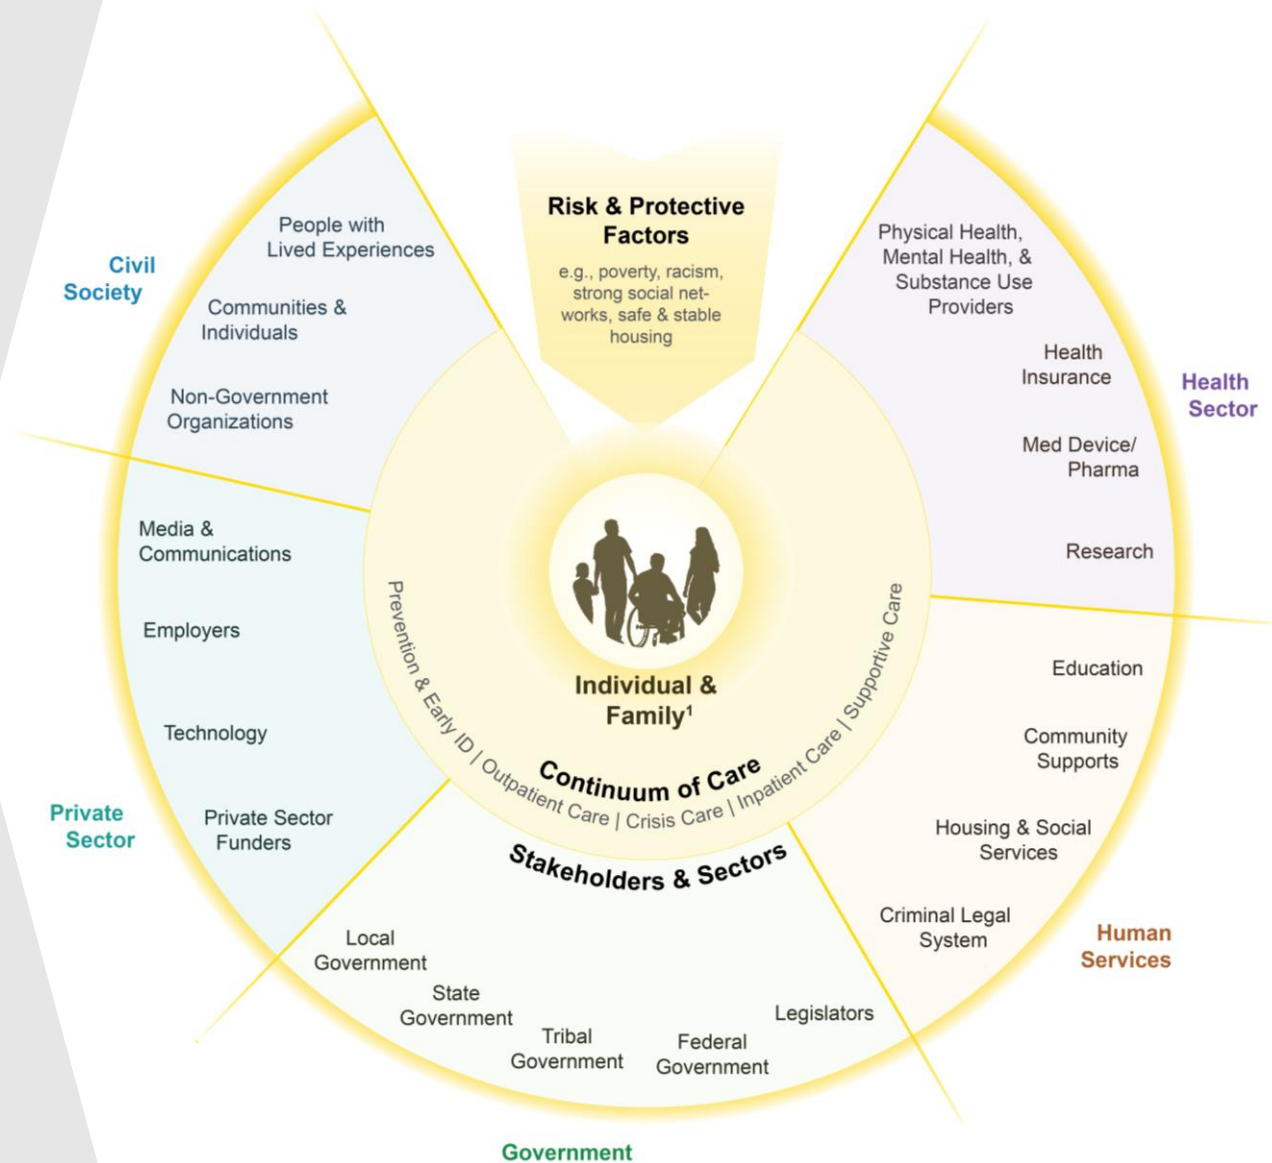 Risk & Protective
Factors
e.g., poverty, racism,
strong social net-
works, safe & stable
housing
Civil
Society
People with
Lived Experiences
Communities &
Individuals
Non-Government
Organizations
Private
Sector
Media &
Communications
Employers
Technology
Private Sector
Funders
Individual &
Family¹
Continuum of Care
Prevention & Early ID | Outpatient Care | Crisis Care | Inpatient Care | Supportive Care
Stakeholders & Sectors
Local
Government
State
Government
Tribal
Government
Federal
Government
Legislators
Government
Physical Health,
Mental Health, &
Substance Use
Providers
Health
Insurance
Med Device/
Pharma
Research
Health
Sector
Education
Community
Supports
Housing & Social
Services
Criminal Legal
System
Human
Services